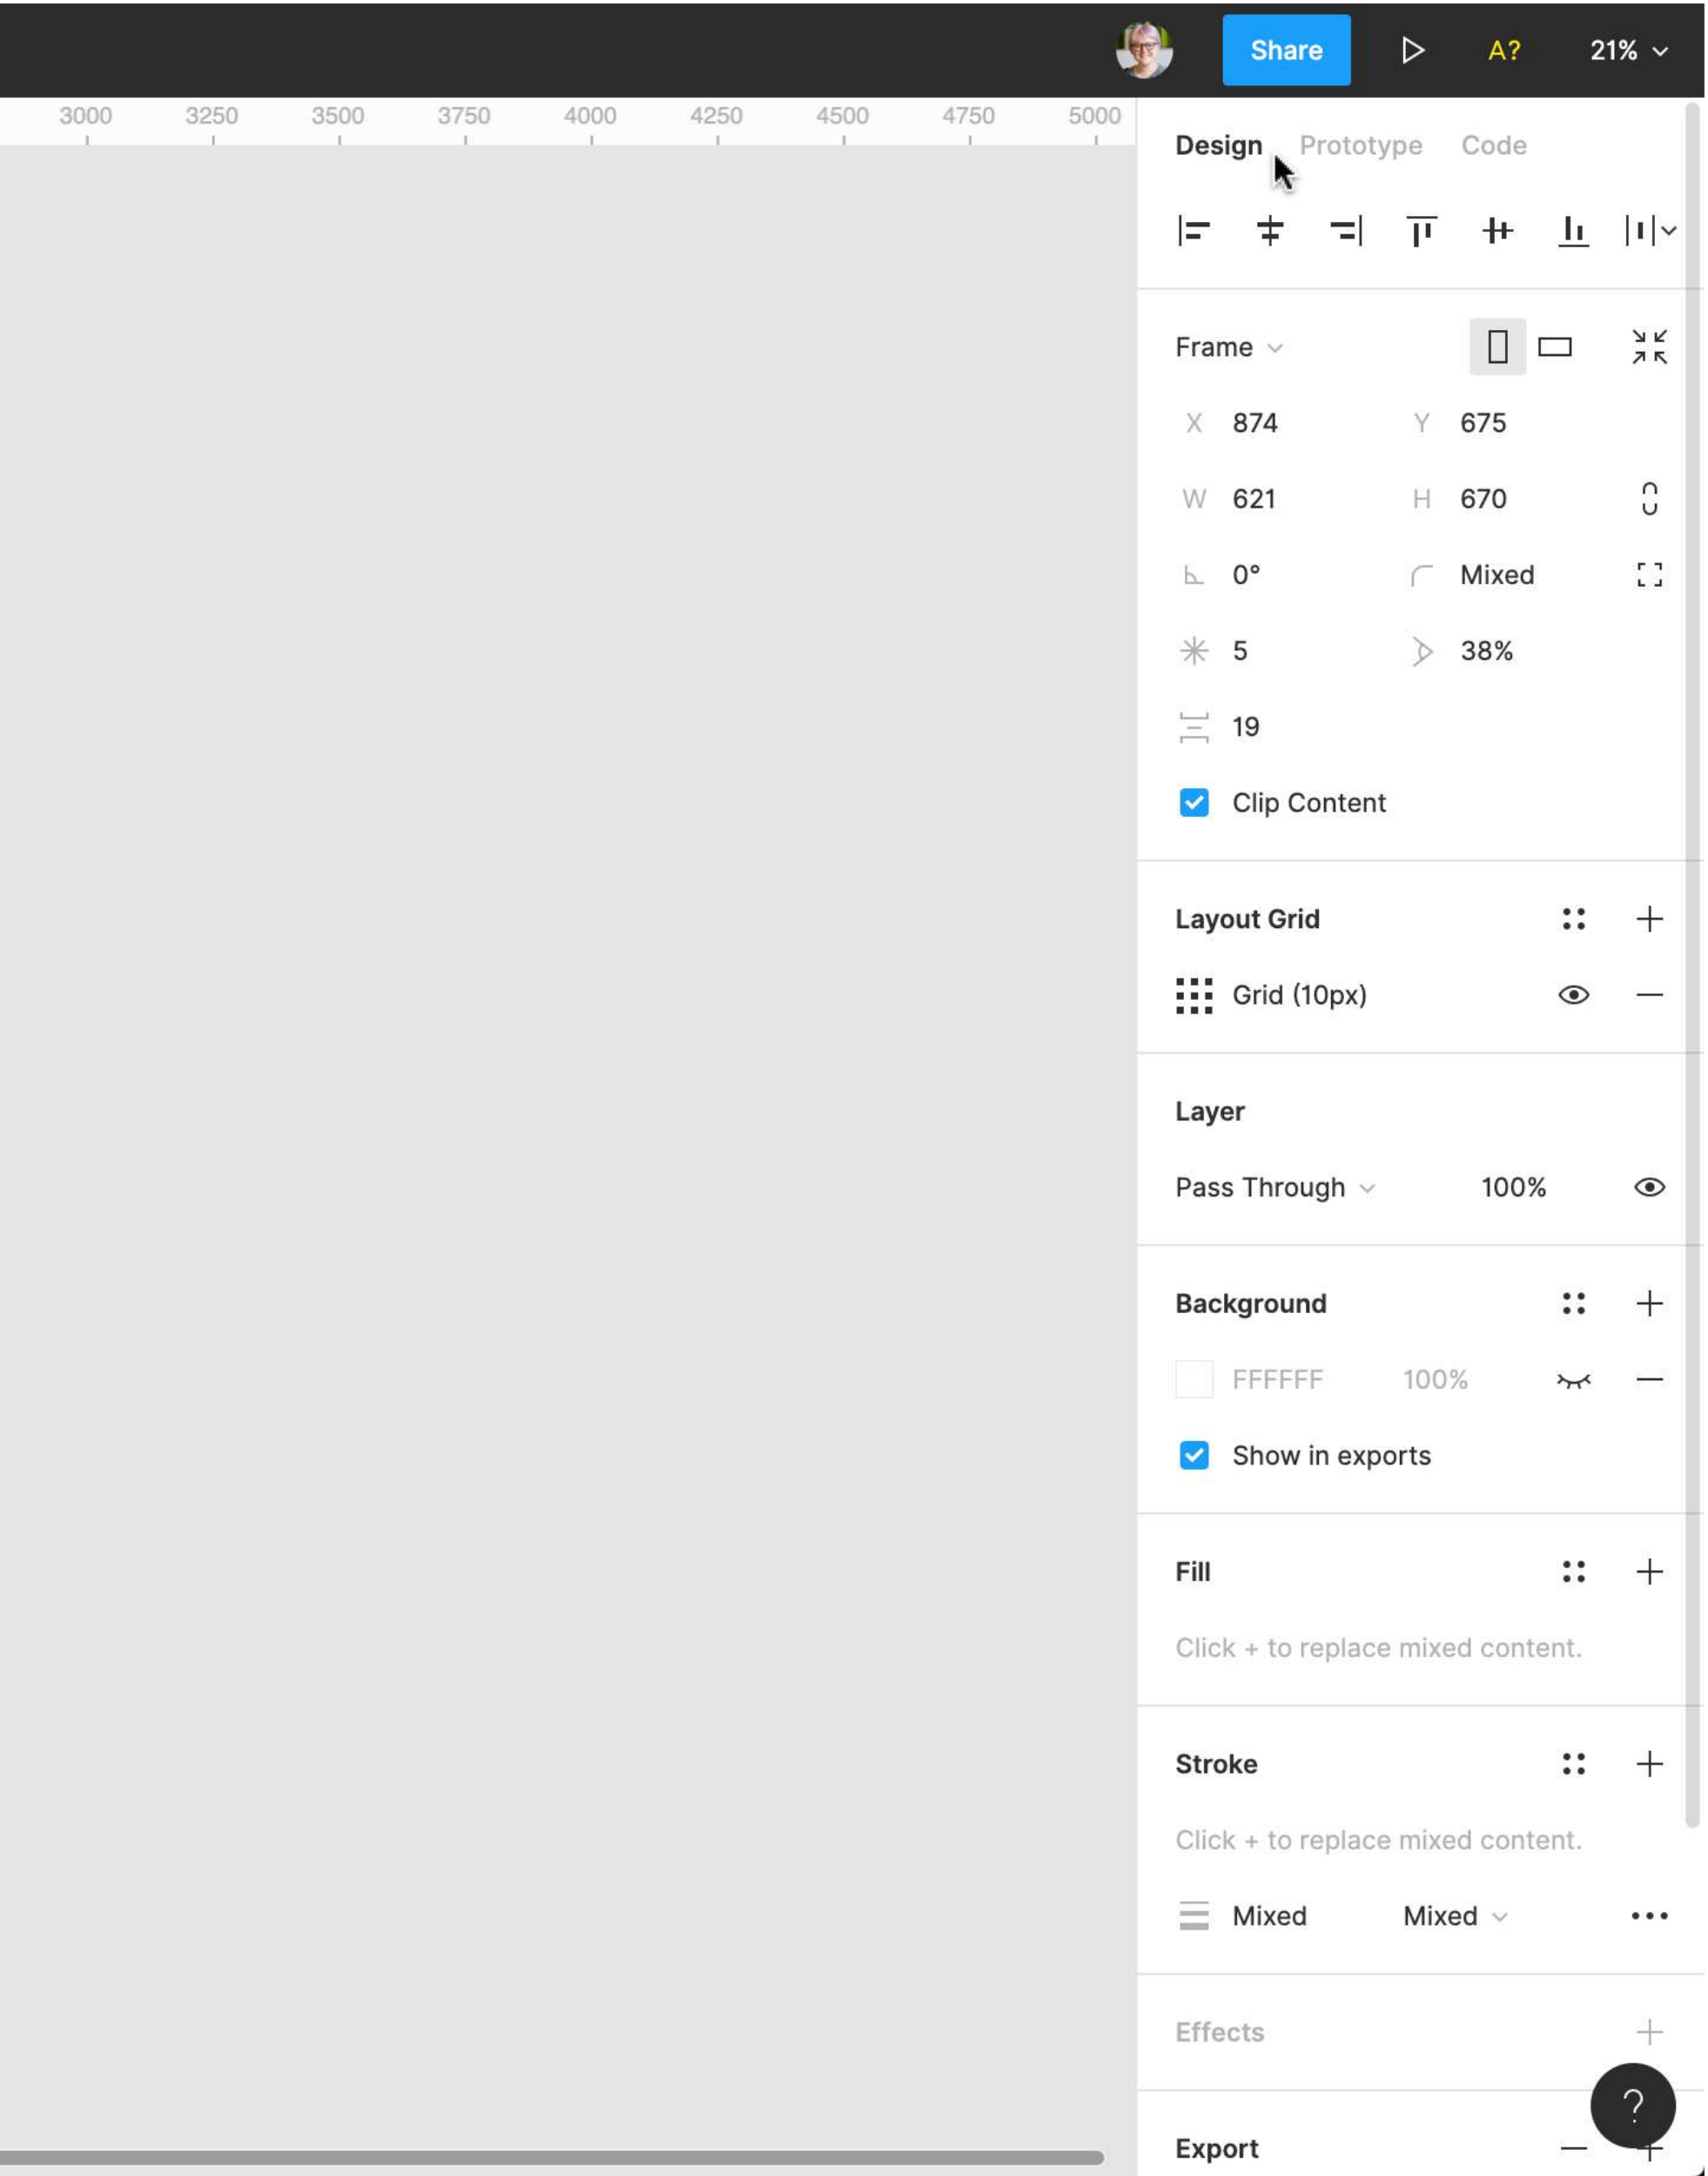 Share A? 21%
3000 3250 3500 3750 4000 4250 4500 4750 5000
Design Prototype Code
Frame
X 874 Y 675
W 621 H 670
0° Mixed
5 38%
19
Clip Content
Layout Grid
Grid (10px)
Layer
Pass Through 100%
Background
FFFFFF 100%
Show in exports
Fill
Click + to replace mixed content.
Stroke
Click + to replace mixed content.
Mixed Mixed
Effects
?
Export